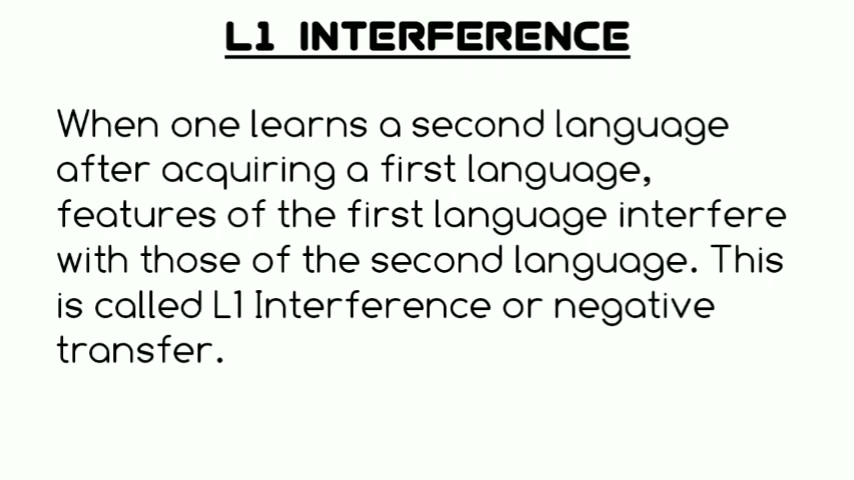 L1 INTERFERENCE
When one learns a second language
after acquiring a first language,
features of the first language interfere
with those of the second language. This
is called L1 Interference or negative
transfer.